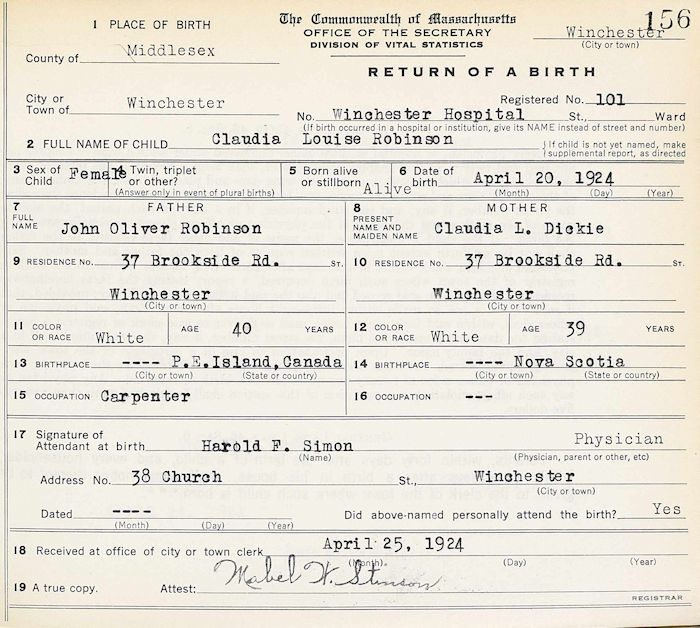 156
1 PLACE OF BIRTH
The Commonwealth of Massachusetts
OFFICE OF THE SECRETARY
DIVISION OF VITAL STATISTICS
Winchester
(City or town)
County of Middlesex
RETURN OF A BIRTH
City or Town of Winchester
Registered No. 101
No. Winchester Hospital St., Ward
(If birth occurred in a hospital or institution, give its NAME instead of street and number)
2 FULL NAME OF CHILD Claudia Louise Robinson
{ If child is not yet named, make
supplemental report, as directed
3 Sex of Child Female
4 Twin, triplet or other?
(Answer only in event of plural births)
5 Born alive or stillborn Alive
6 Date of birth April 20, 1924
(Month) (Day) (Year)
7 FATHER
FULL NAME John Oliver Robinson
8 MOTHER
PRESENT NAME AND MAIDEN NAME Claudia L. Dickie
9 RESIDENCE No. 37 Brookside Rd. ST.
10 RESIDENCE No. 37 Brookside Rd.
Winchester
(City or town)
Winchester
(City or town)
11 COLOR OR RACE White AGE 40 YEARS
12 COLOR OR RACE White AGE 39 YEARS
13 BIRTHPLACE ---- P.E.Island, Canada
(City or town) (State or country)
14 BIRTHPLACE ---- Nova Scotia
(City or town) (State or country)
15 OCCUPATION Carpenter
16 OCCUPATION ---
17 Signature of Attendant at birth Harold F. Simon
(Name)
Physician
(Physician, parent or other, etc)
Address No. 38 Church St., Winchester
(City or town)
Dated ----
(Month) (Day) (Year)
Did above-named personally attend the birth? Yes
18 Received at office of city or town clerk April 25, 1924
(Month) (Day) (Year)
19 A true copy. Attest: Mabel W. Stinson
REGISTRAR